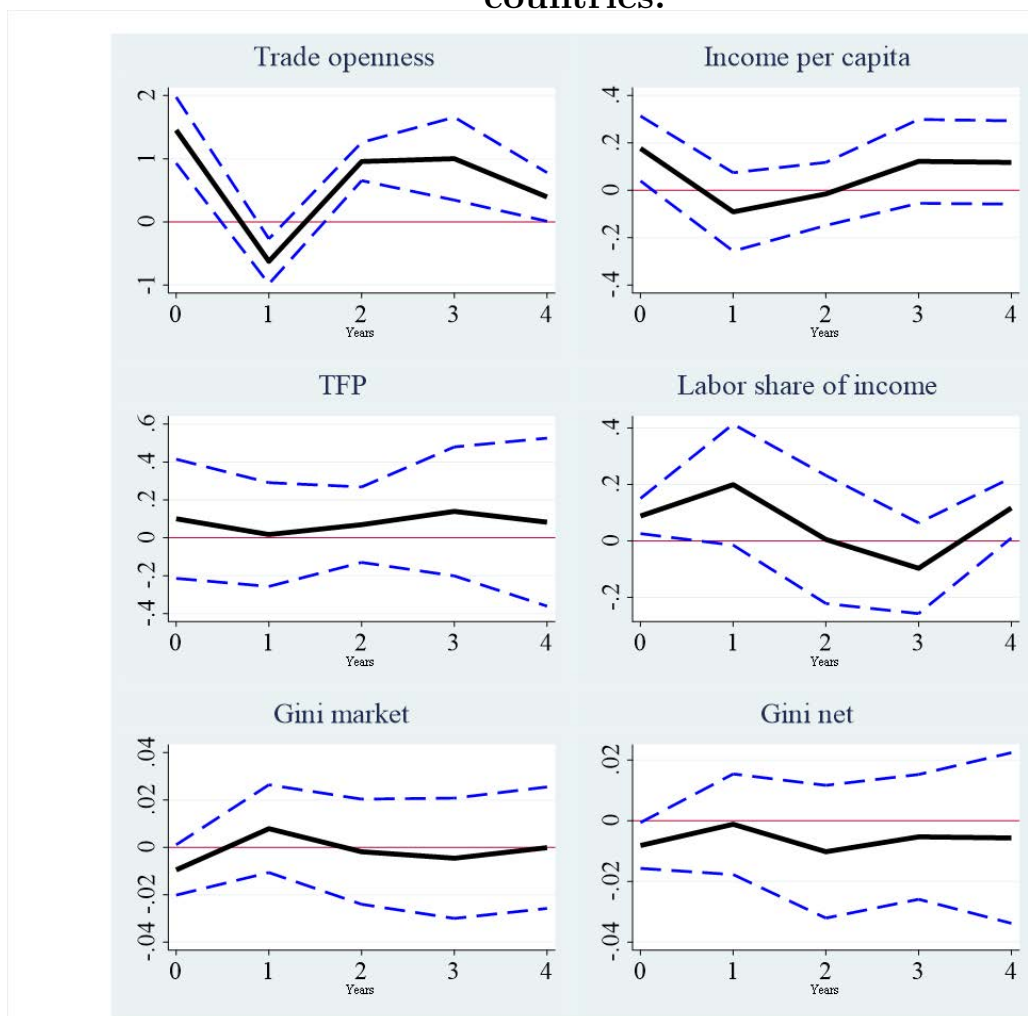 countries.
Trade openness
2
1
0
-1
0 1 2 3 4
Years
Income per capita
.4
.2
0
-.2
-.4
0 1 2 3 4
Years
TFP
.6
.4
.2
0
-.2
-.4
0 1 2 3 4
Years
Labor share of income
.4
.2
0
-.2
0 1 2 3 4
Years
Gini market
.04
.02
0
-.02
-.04
0 1 2 3 4
Years
Gini net
.02
0
-.02
-.04
0 1 2 3 4
Years